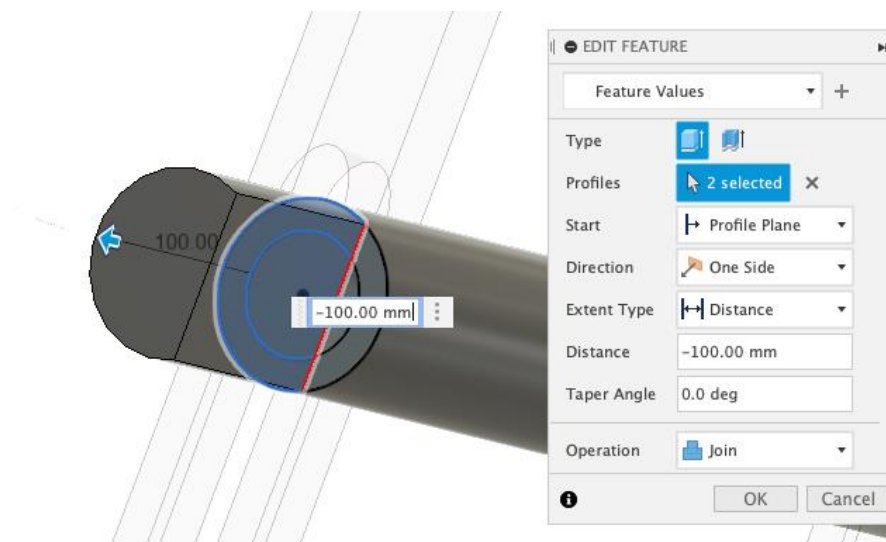 EDIT FEATURE
Feature Values
Type
Profiles 2 selected
Start Profile Plane
Direction One Side
Extent Type Distance
Distance -100.00 mm
Taper Angle 0.0 deg
Operation Join
OK Cancel
100.00
-100.00 mm